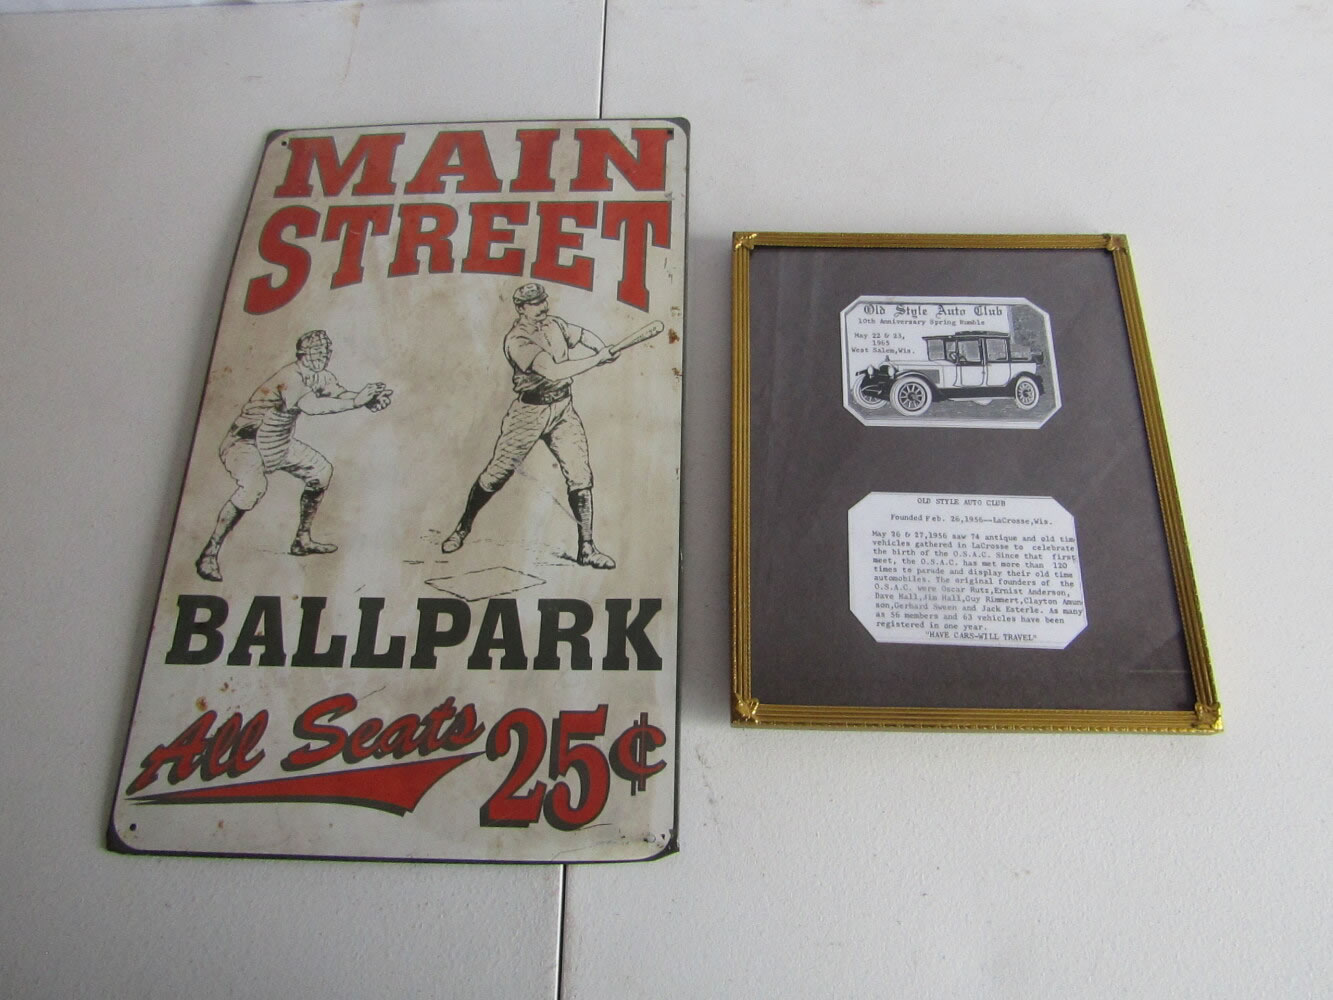 MAIN
STREET
BALLPARK
All Seats 25¢
Old Style Auto Club
10th Anniversary Spring Rumble
May 22 & 23,
1965
West Salem,Wis.
OLD STYLE AUTO CLUB
Founded Feb. 26,1956--LaCrosse,Wis.
May 26 & 27,1956 saw 74 antique and old time
vehicles gathered in LaCrosse to celebrate
the birth of the O.S.A.C. Since that first
meet, the O.S.A.C. has met more than 120
times to parade and display their old time
automobiles. The original founders of the
O.S.A.C. were Oscar Rutz,Ernist Anderson,
Dave Hall,Jim Hall,Guy Rimmert,Clayton Amun
son,Gerhard Sween and Jack Esterle. As many
as 56 members and 63 vehicles have been
registered in one year.
"HAVE CARS-WILL TRAVEL"